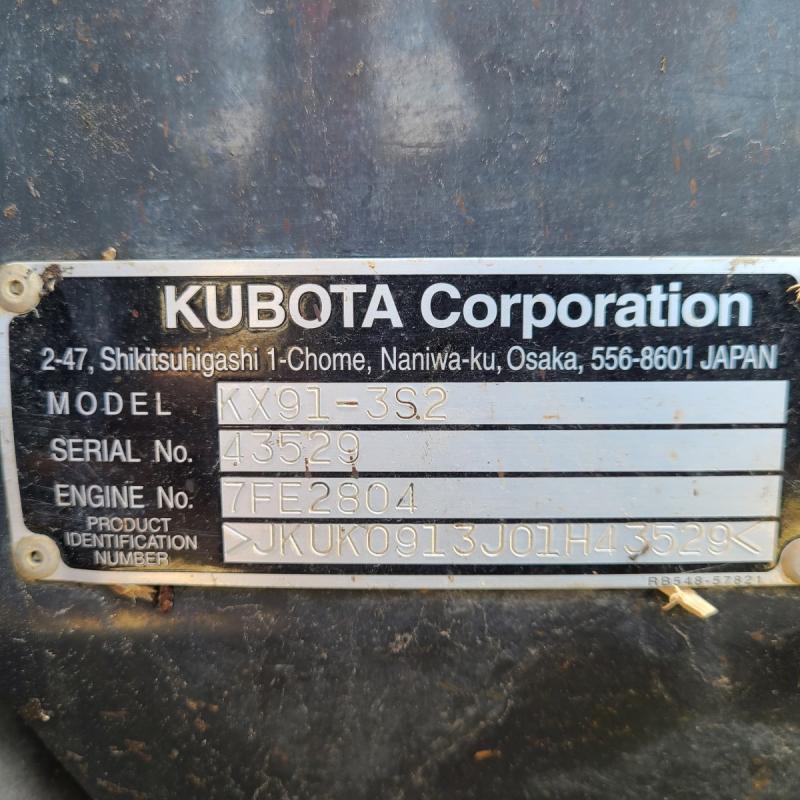 KUBOTA Corporation
2-47, Shikitsuhigashi 1-Chome, Naniwa-ku, Osaka, 556-8601 JAPAN
MODEL KX91-3S2
SERIAL No. 43529
ENGINE No. 7FE2804
PRODUCT
IDENTIFICATION
NUMBER >JKUK0913J01H43529<
RB548-57821